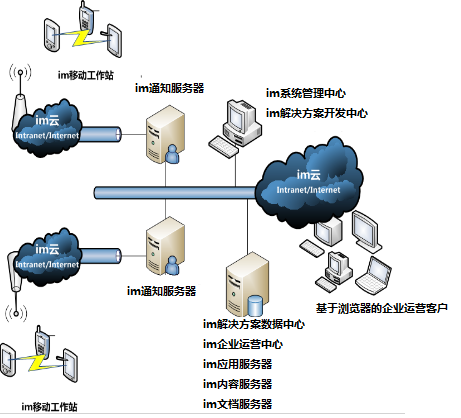 im移动工作站
im通知服务器
im系统管理中心
im解决方案开发中心
im云
Intranet/Internet
im云
Intranet/Internet
im云
Intranet/Internet
im通知服务器
基于浏览器的企业运营客户
im解决方案数据中心
im企业运营中心
im应用服务器
im内容服务器
im文档服务器
im移动工作站